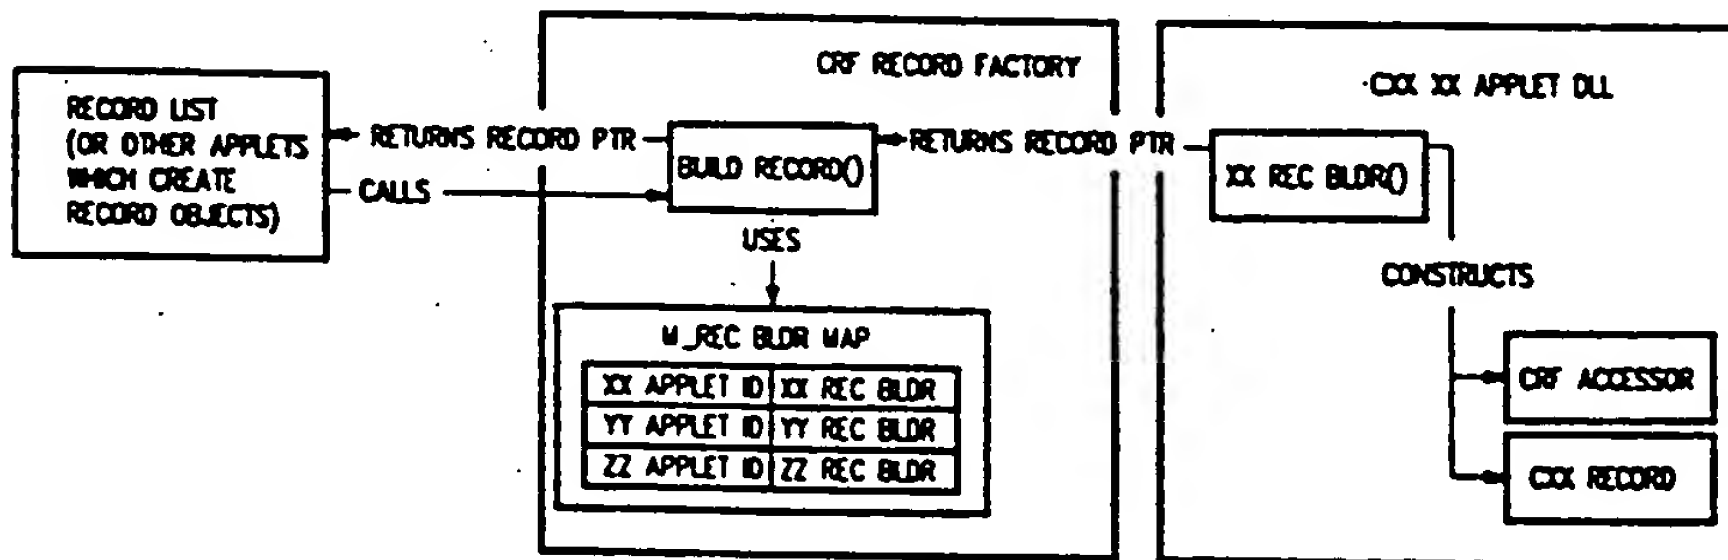 RECORD LIST
(OR OTHER APPLETS
WHICH CREATE
RECORD OBJECTS)
RETURNS RECORD PTR
CALLS
CRF RECORD FACTORY
BUILD RECORD()
USES
M_REC BLDR MAP
XX APPLET ID XX REC BLDR
YY APPLET ID YY REC BLDR
ZZ APPLET ID ZZ REC BLDR
RETURNS RECORD PTR
CXX XX APPLET DLL
XX REC BLDR()
CONSTRUCTS
CRF ACCESSOR
CXX RECORD